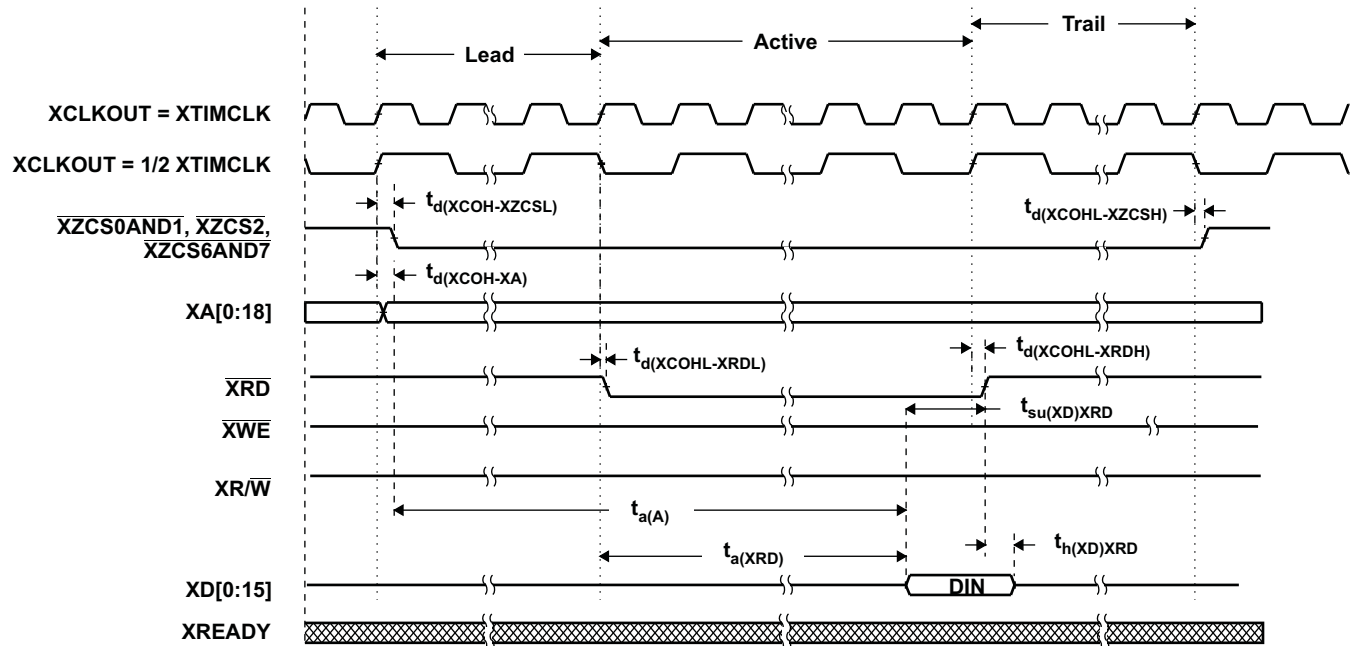 Lead
Active
Trail
XCLKOUT = XTIMCLK
XCLKOUT = 1/2 XTIMCLK
td(XCOH-XZCSL)
td(XCOHL-XZCSH)
XZCS0AND1, XZCS2,
XZCS6AND7
td(XCOH-XA)
XA[0:18]
td(XCOHL-XRDL)
td(XCOHL-XRDH)
XRD
tsu(XD)XRD
XWE
XR/W
ta(A)
ta(XRD)
th(XD)XRD
XD[0:15]
DIN
XREADY